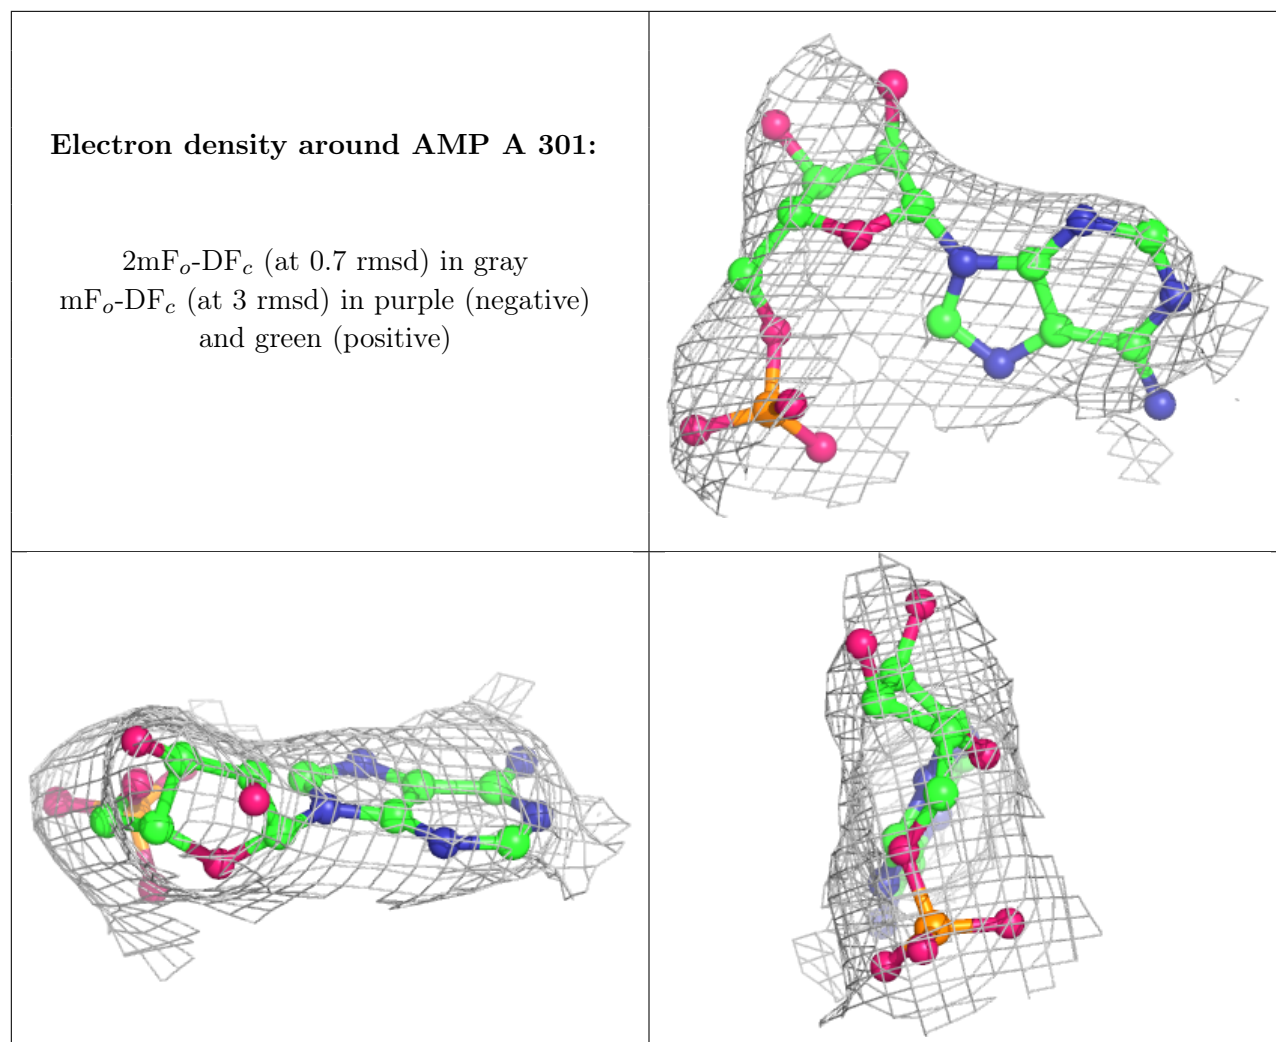 Electron density around AMP A 301:
2mFo-DFc (at 0.7 rmsd) in gray
mFo-DFc (at 3 rmsd) in purple (negative)
and green (positive)